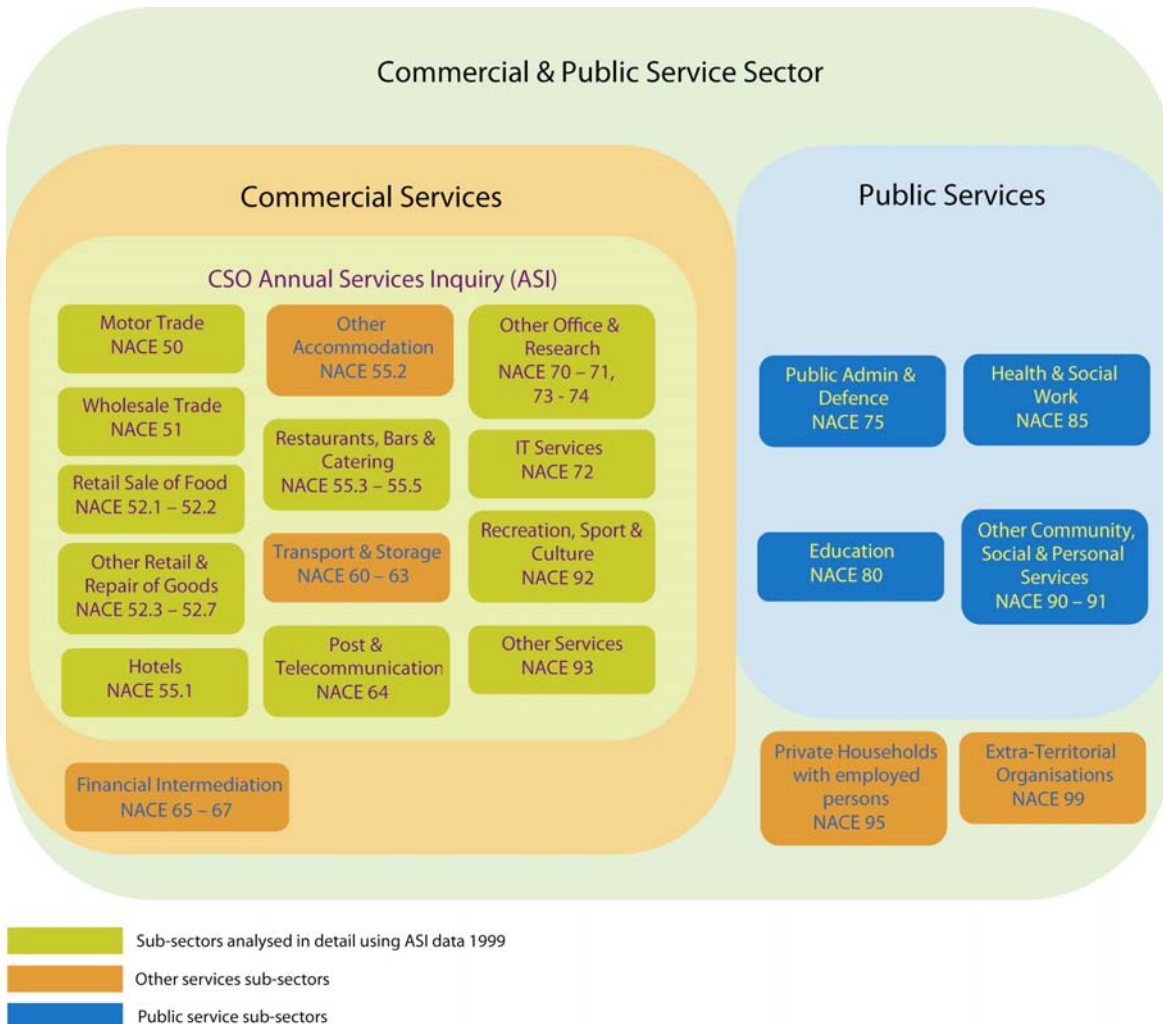 Commercial & Public Service Sector
Commercial Services
CSO Annual Services Inquiry (ASI)
Motor Trade
NACE 50
Wholesale Trade
NACE 51
Retail Sale of Food
NACE 52.1 – 52.2
Other Retail &
Repair of Goods
NACE 52.3 – 52.7
Hotels
NACE 55.1
Other
Accommodation
NACE 55.2
Restaurants, Bars &
Catering
NACE 55.3 – 55.5
Transport & Storage
NACE 60 – 63
Post &
Telecommunication
NACE 64
Other Office &
Research
NACE 70 – 71,
73 - 74
IT Services
NACE 72
Recreation, Sport &
Culture
NACE 92
Other Services
NACE 93
Financial Intermediation
NACE 65 – 67
Public Services
Public Admin &
Defence
NACE 75
Health & Social
Work
NACE 85
Education
NACE 80
Other Community,
Social & Personal
Services
NACE 90 – 91
Private Households
with employed
persons
NACE 95
Extra-Territorial
Organisations
NACE 99
Sub-sectors analysed in detail using ASI data 1999
Other services sub-sectors
Public service sub-sectors